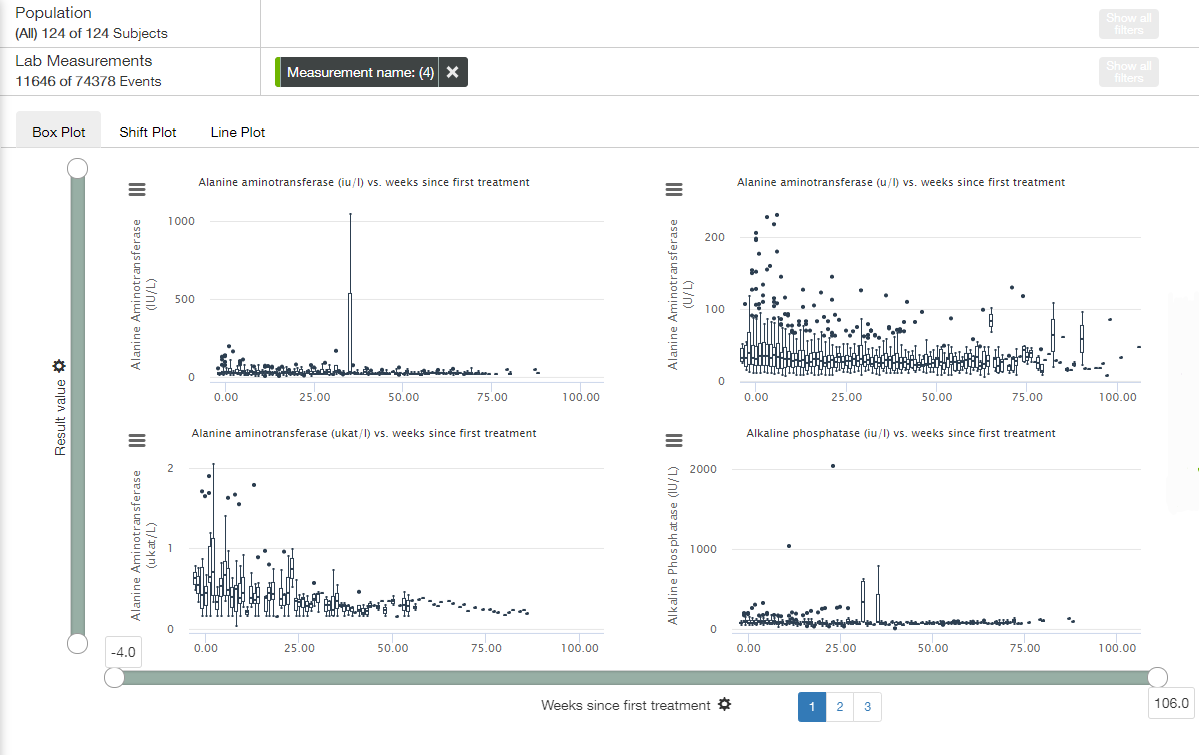 Population
(All) 124 of 124 Subjects
Show all
filters
Lab Measurements
11646 of 74378 Events
Measurement name: (4)
Show all
filters
Box Plot
Shift Plot
Line Plot
Result value
Alanine aminotransferase (iu/l) vs. weeks since first treatment
Alanine Aminotransferase
(IU/L)
1000
500
0
0.00
25.00
50.00
75.00
100.00
Alanine aminotransferase (u/l) vs. weeks since first treatment
Alanine Aminotransferase
(U/L)
200
100
0
0.00
25.00
50.00
75.00
100.00
Alanine aminotransferase (ukat/l) vs. weeks since first treatment
Alanine Aminotransferase
(ukat/L)
2
1
0
0.00
25.00
50.00
75.00
100.00
Alkaline phosphatase (iu/l) vs. weeks since first treatment
Alkaline Phosphatase (IU/L)
2000
1000
0
0.00
25.00
50.00
75.00
100.00
-4.0
106.0
Weeks since first treatment
1
2
3